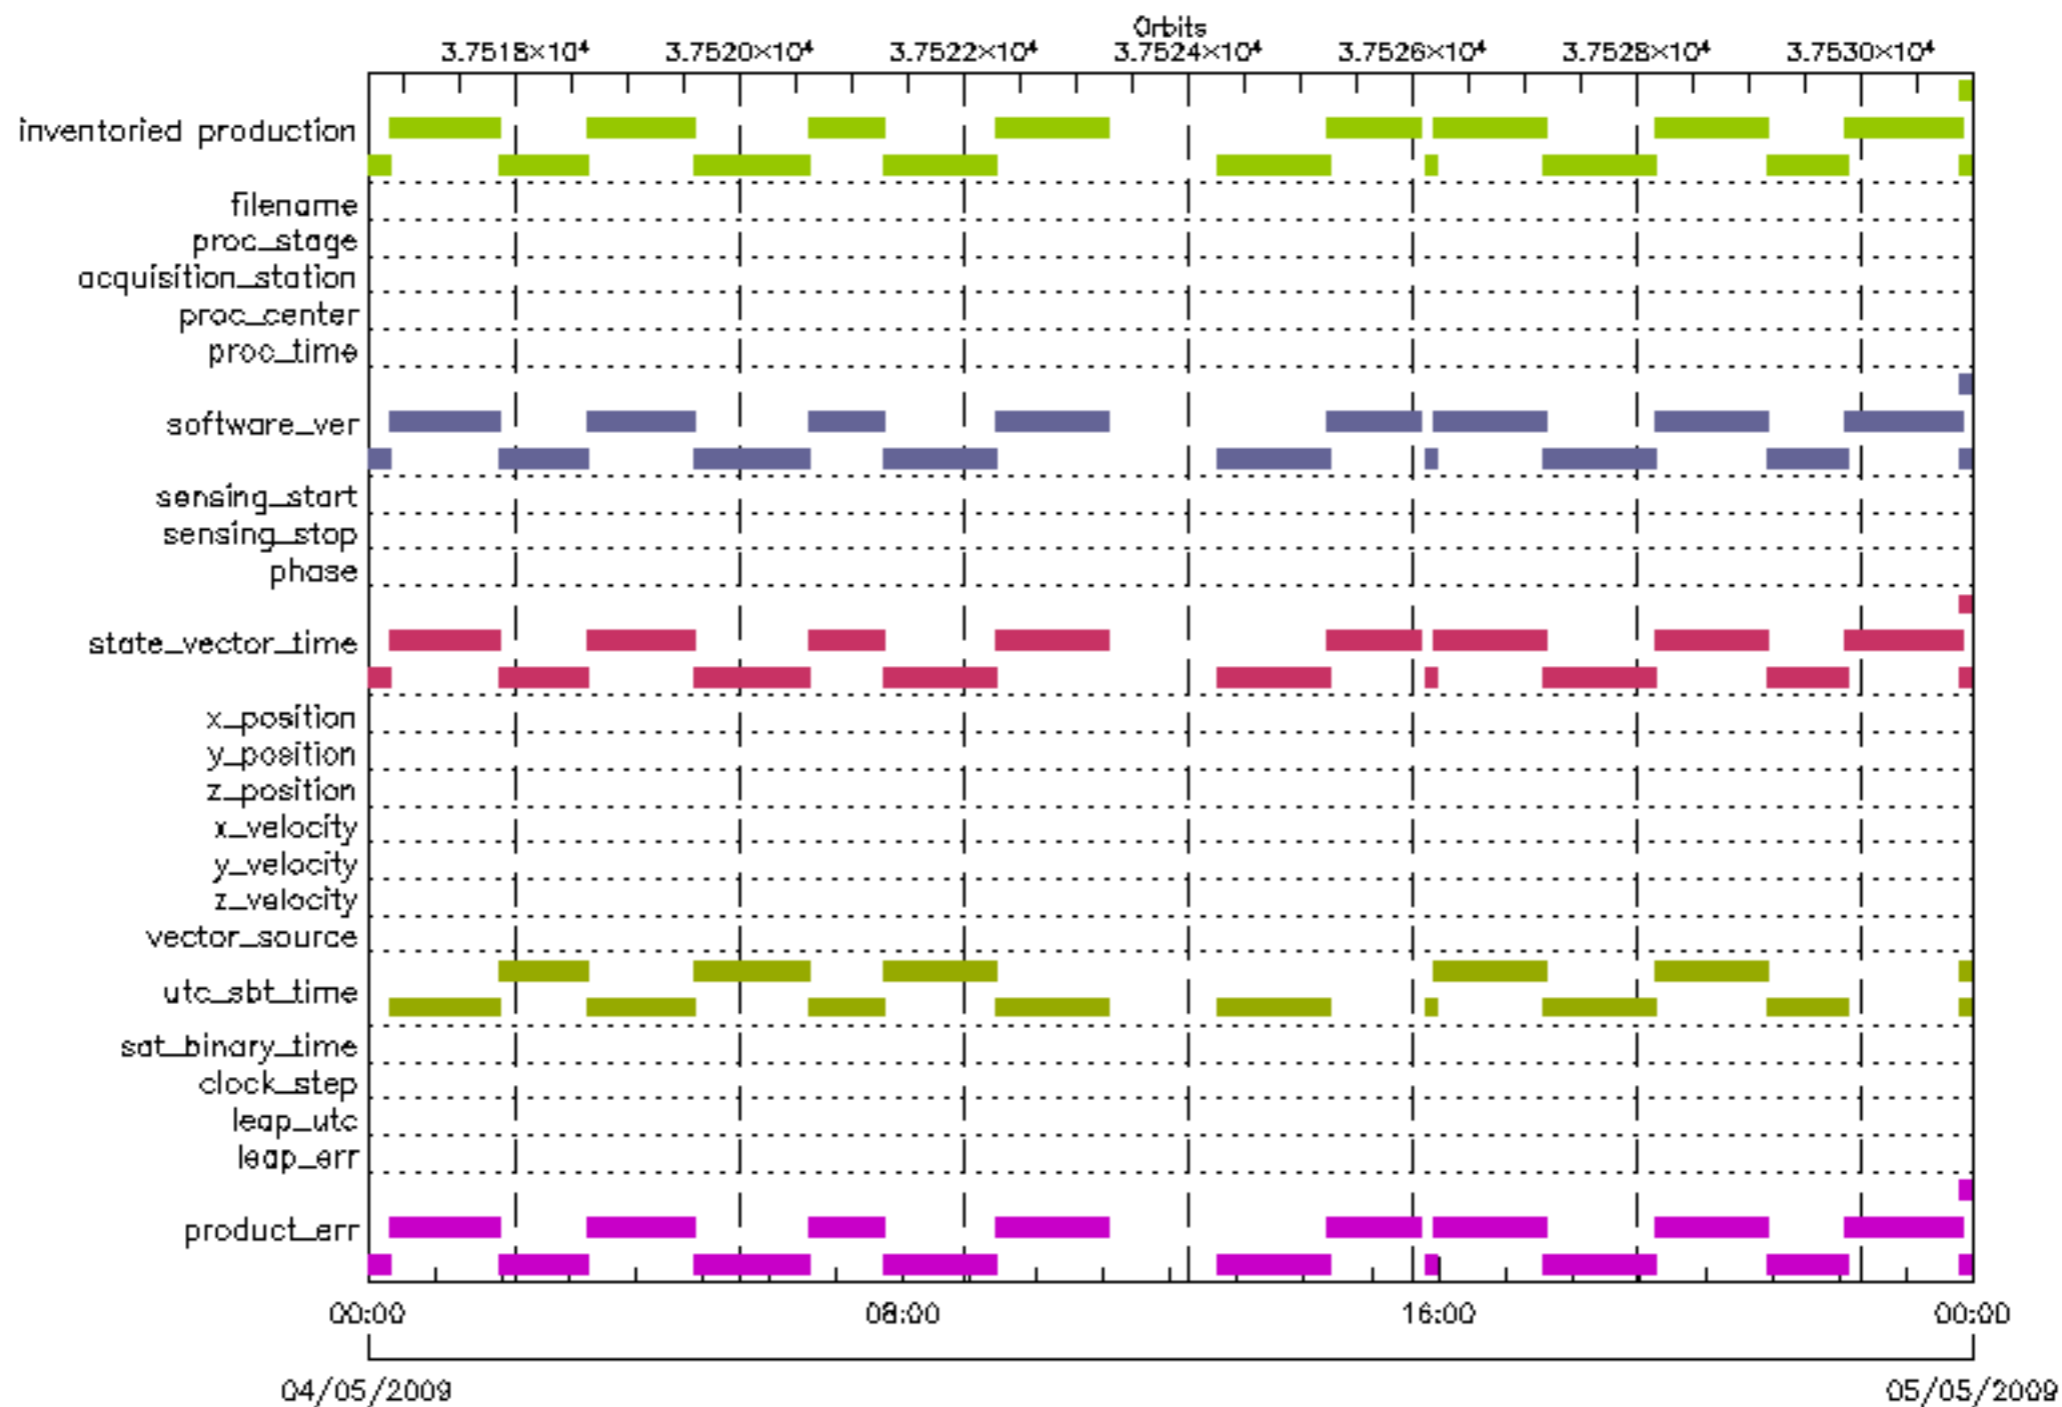 Orbits
3.7518×10⁴ 3.7520×10⁴ 3.7522×10⁴ 3.7524×10⁴ 3.7526×10⁴ 3.7528×10⁴ 3.7530×10⁴
inventoried production
filename
proc_stage
acquisition_station
proc_center
proc_time
software_ver
sensing_start
sensing_stop
phase
state_vector_time
x_position
y_position
z_position
x_velocity
y_velocity
z_velocity
vector_source
utc_sbt_time
sat_binary_time
clock_step
leap_utc
leap_err
product_err
00:00 08:00 16:00 00:00
04/05/2009 05/05/2009